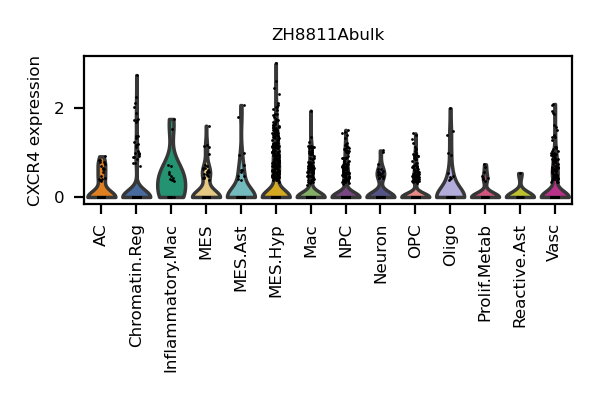 ZH8811Abulk
CXCR4 expression
2
0
AC
Chromatin.Reg
Inflammatory.Mac
MES
MES.Ast
MES.Hyp
Mac
NPC
Neuron
OPC
Oligo
Prolif.Metab
Reactive.Ast
Vasc